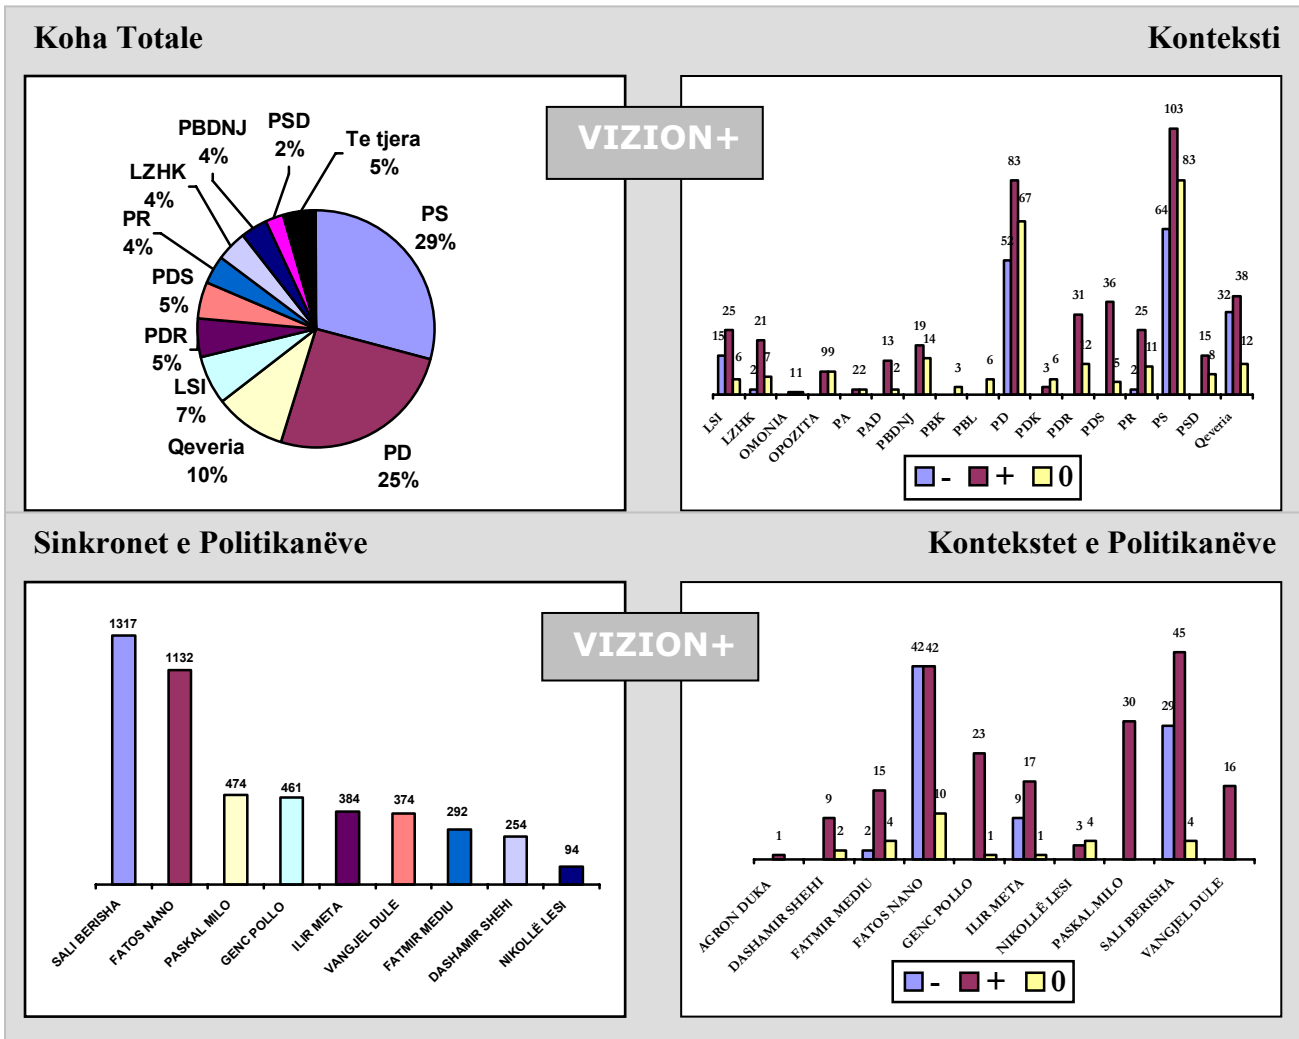 Koha Totale
Konteksti
VIZION+
PBDNJ
4%
PSD
2%
Te tjera
5%
LZHK
4%
PR
4%
PDS
5%
PDR
5%
LSI
7%
Qeveria
10%
PS
29%
PD
25%
15 25 6
2 21 7
11
99
22
13 2
19 14
3
6
52 83 67
3 6
31 12
36 5
2 25 11
64 103 83
15 8
32 38 12
LSI
LZHK
OMONIA
OPOZITA
PA
PAD
PBDNJ
PBK
PBL
PD
PDK
PDR
PDS
PR
PS
PSD
Qeveria
- + 0
Sinkronet e Politikanëve
Kontekstet e Politikanëve
VIZION+
1317
1132
474
461
384
374
292
254
94
SALI BERISHA
FATOS NANO
PASKAL MILO
GENC POLLO
ILIR META
VANGJEL DULE
FATMIR MEDIU
DASHAMIR SHEHI
NIKOLLË LESI
1
9 2
2 15 4
42 42 10
23 1
9 17 1
3 4
30
29 45 4
16
AGRON DUKA
DASHAMIR SHEHI
FATMIR MEDIU
FATOS NANO
GENC POLLO
ILIR META
NIKOLLË LESI
PASKAL MILO
SALI BERISHA
VANGJEL DULE
- + 0